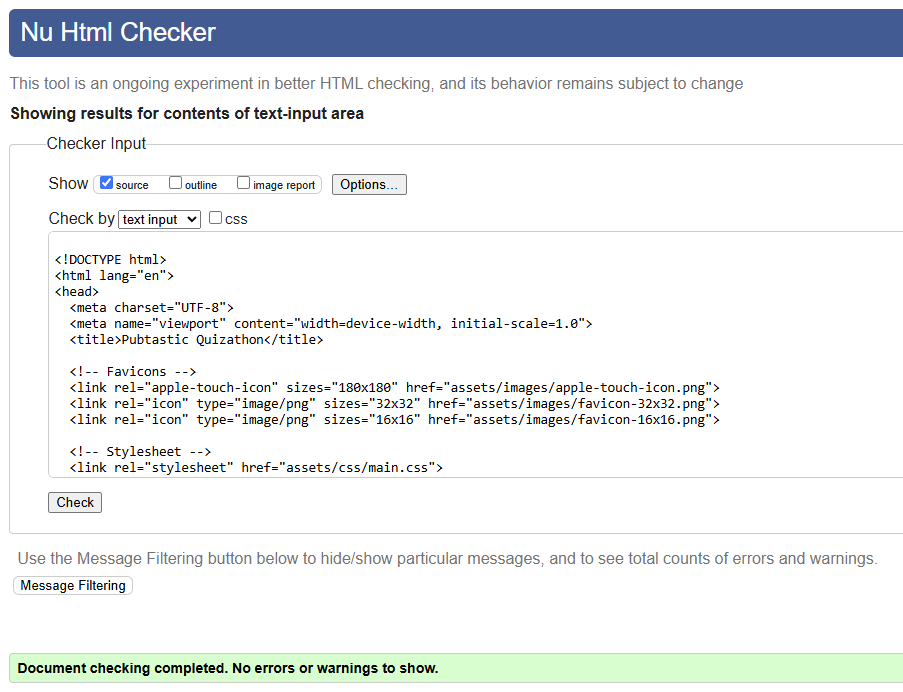 Nu Html Checker
This tool is an ongoing experiment in better HTML checking, and its behavior remains subject to change
Showing results for contents of text-input area
Checker Input
Show source outline image report Options...
Check by text input css
<!DOCTYPE html>
<html lang="en">
<head>
  <meta charset="UTF-8">
  <meta name="viewport" content="width=device-width, initial-scale=1.0">
  <title>Pubtastic Quizathon</title>
  <!-- Favicons -->
  <link rel="apple-touch-icon" sizes="180x180" href="assets/images/apple-touch-icon.png">
  <link rel="icon" type="image/png" sizes="32x32" href="assets/images/favicon-32x32.png">
  <link rel="icon" type="image/png" sizes="16x16" href="assets/images/favicon-16x16.png">
  <!-- Stylesheet -->
  <link rel="stylesheet" href="assets/css/main.css">
Check
Use the Message Filtering button below to hide/show particular messages, and to see total counts of errors and warnings.
Message Filtering
Document checking completed. No errors or warnings to show.